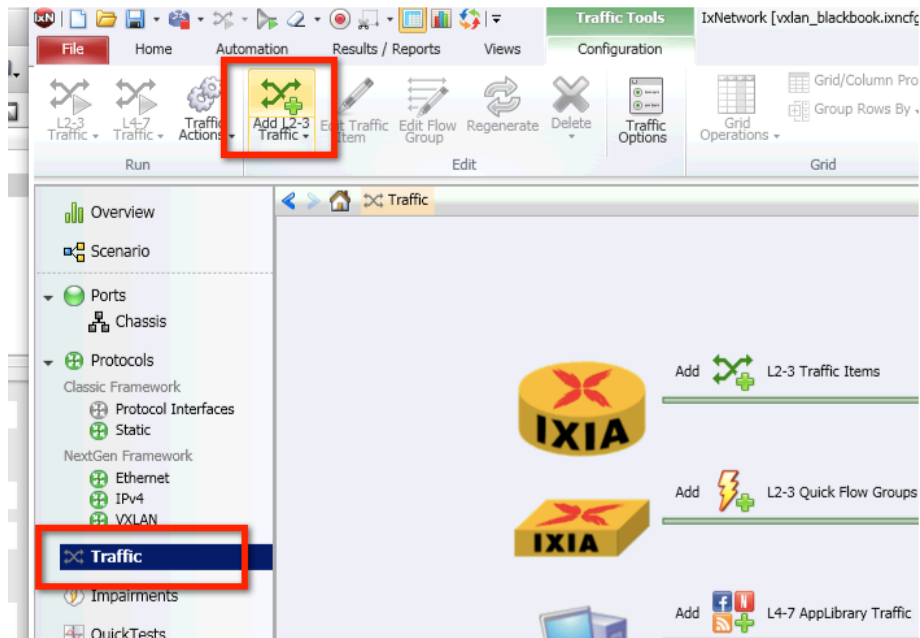 IxN
Traffic Tools
IxNetwork [vxlan_blackbook.ixncfg
File
Home
Automation
Results / Reports
Views
Configuration
L2-3 Traffic
L4-7 Traffic
Traffic Actions
Add L2-3 Traffic
Edit Traffic Item
Edit Flow Group
Regenerate
Delete
Traffic Options
Grid Operations
Grid/Column Pro
Group Rows By
Run
Edit
Grid
Overview
Scenario
Ports
Chassis
Protocols
Classic Framework
Protocol Interfaces
Static
NextGen Framework
Ethernet
IPv4
VXLAN
Traffic
Impairments
QuickTests
Traffic
IXIA
Add L2-3 Traffic Items
IXIA
Add L2-3 Quick Flow Groups
Add L4-7 AppLibrary Traffic